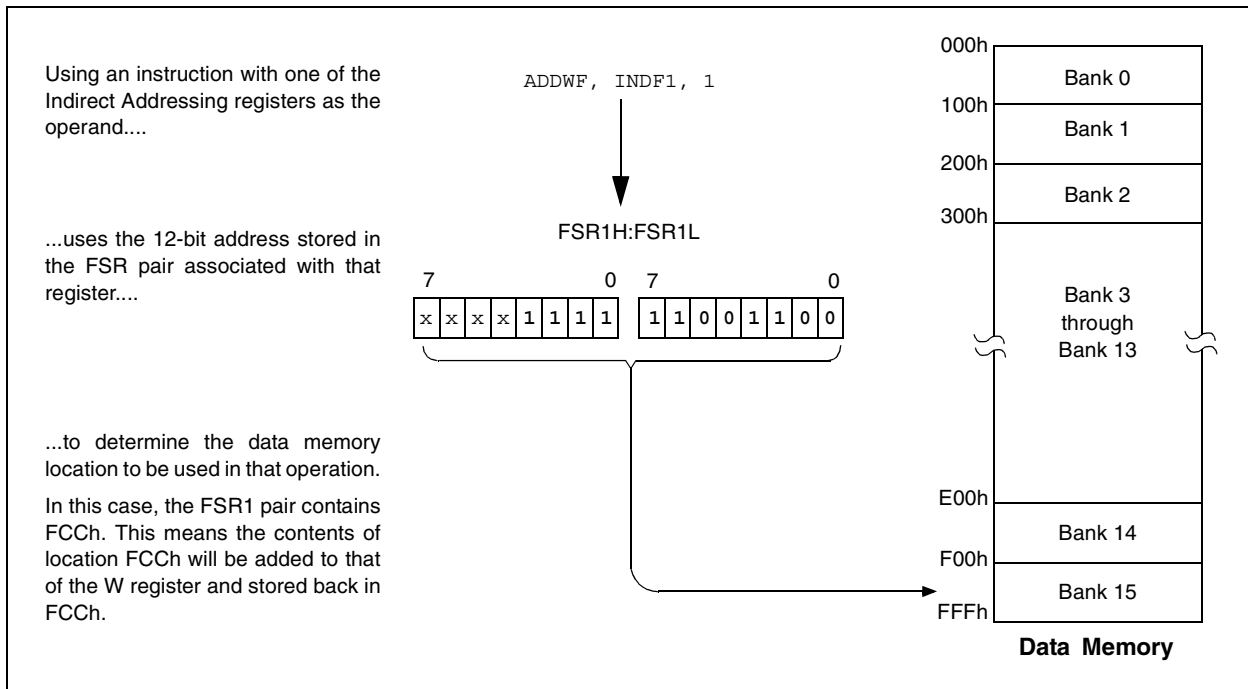 Using an instruction with one of the
Indirect Addressing registers as the
operand....
ADDWF, INDF1, 1
...uses the 12-bit address stored in
the FSR pair associated with that
register....
FSR1H:FSR1L
7 0 7 0
x x x x 1 1 1 1 1 1 0 0 1 1 0 0
...to determine the data memory
location to be used in that operation.
In this case, the FSR1 pair contains
FCCh. This means the contents of
location FCCh will be added to that
of the W register and stored back in
FCCh.
000h
Bank 0
100h
Bank 1
200h
Bank 2
300h
Bank 3
through
Bank 13
E00h
Bank 14
F00h
Bank 15
FFFh
Data Memory